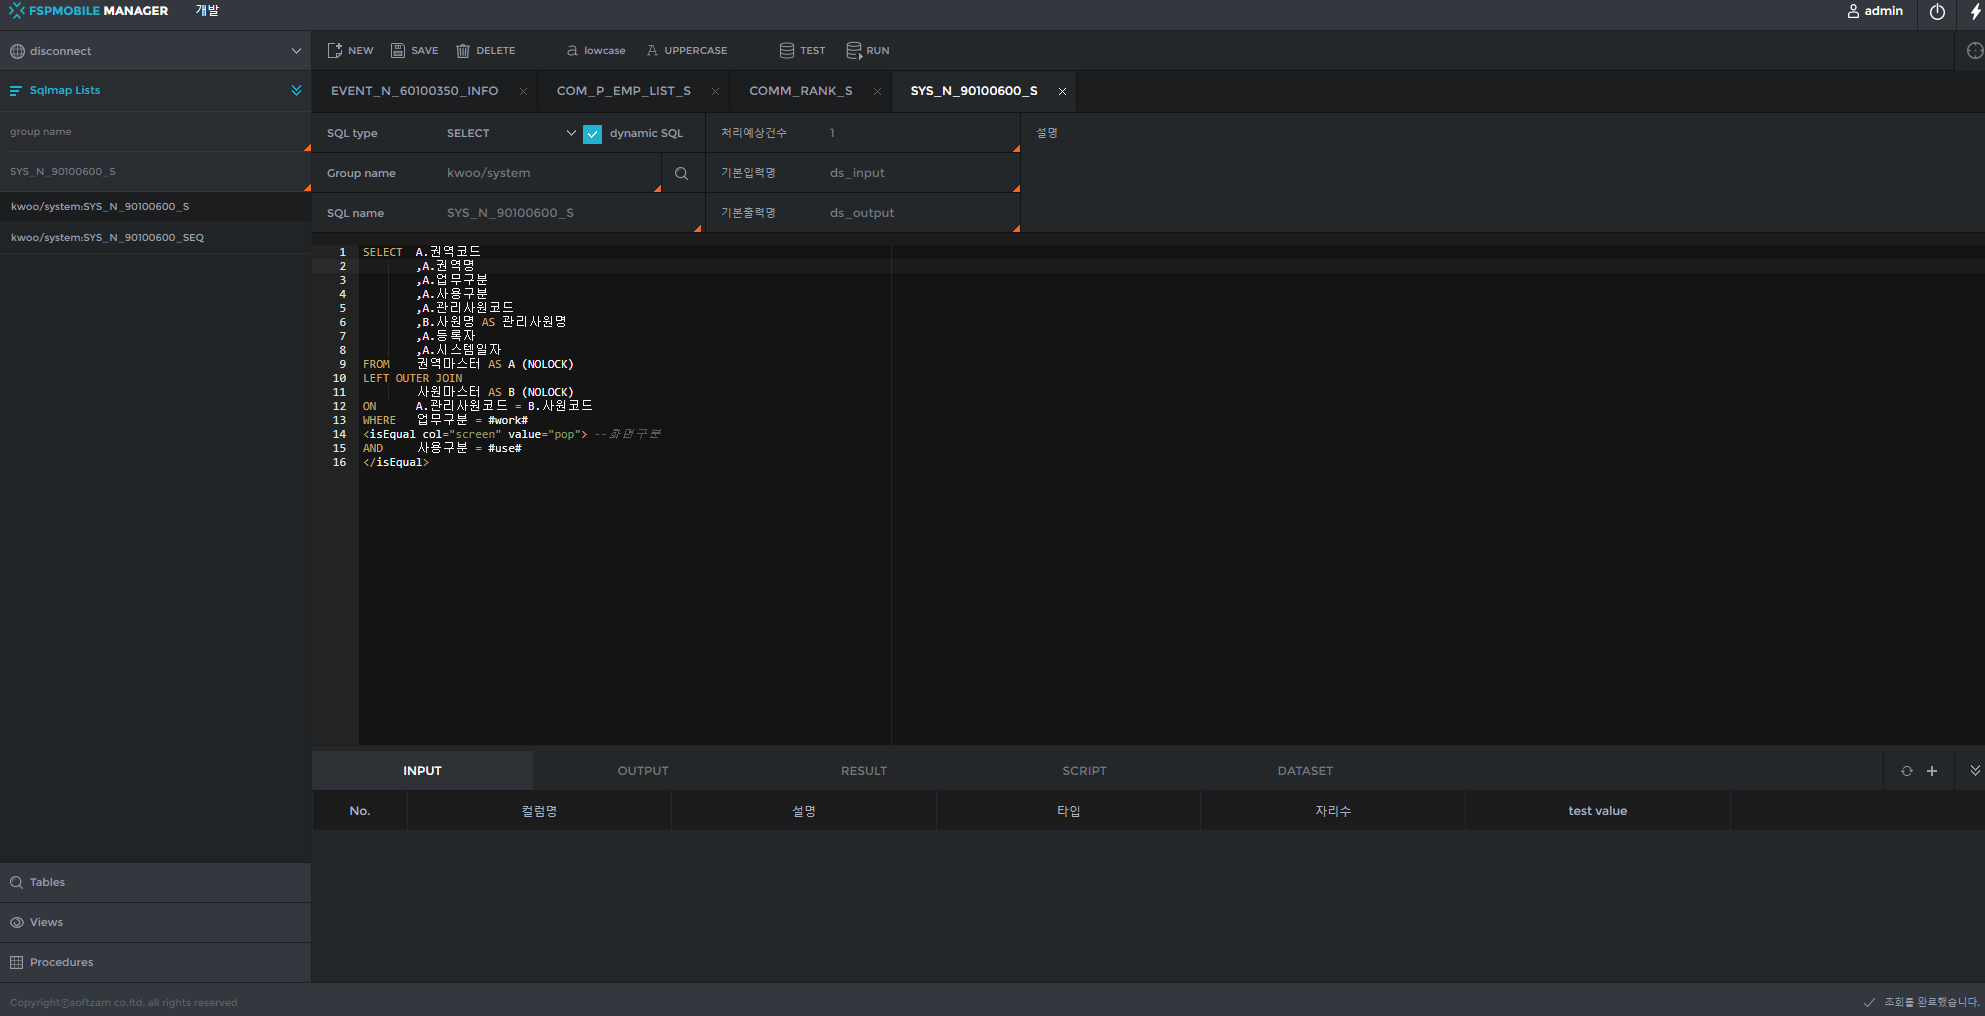 FSPMOBILE MANAGER 개발 admin
disconnect
NEW SAVE DELETE a lowcase A UPPERCASE TEST RUN
Sqlmap Lists
EVENT_N_60100350_INFO COM_P_EMP_LIST_S COMM_RANK_S SYS_N_90100600_S
group name
SYS_N_90100600_S
kwoo/system:SYS_N_90100600_S
kwoo/system:SYS_N_90100600_SEQ
SQL type SELECT dynamic SQL 처리예상건수 1 설명
Group name kwoo/system 기본입력명 ds_input
SQL name SYS_N_90100600_S 기본출력명 ds_output
1 SELECT A.권역코드
2 ,A.권역명
3 ,A.업무구분
4 ,A.사용구분
5 ,A.관리사원코드
6 ,B.사원명 AS 관리사원명
7 ,A.등록자
8 ,A.시스템일자
9 FROM 권역마스터 AS A (NOLOCK)
10 LEFT OUTER JOIN
11 사원마스터 AS B (NOLOCK)
12 ON A.관리사원코드 = B.사원코드
13 WHERE 업무구분 = #work#
14 <isEqual col="screen" value="pop"> --화면구분
15 AND 사용구분 = #use#
16 </isEqual>
INPUT OUTPUT RESULT SCRIPT DATASET
No. 컬럼명 설명 타입 자리수 test value
Tables
Views
Procedures
Copyrightⓒsoftzam co.ltd. all rights reserved
조회를 완료했습니다.